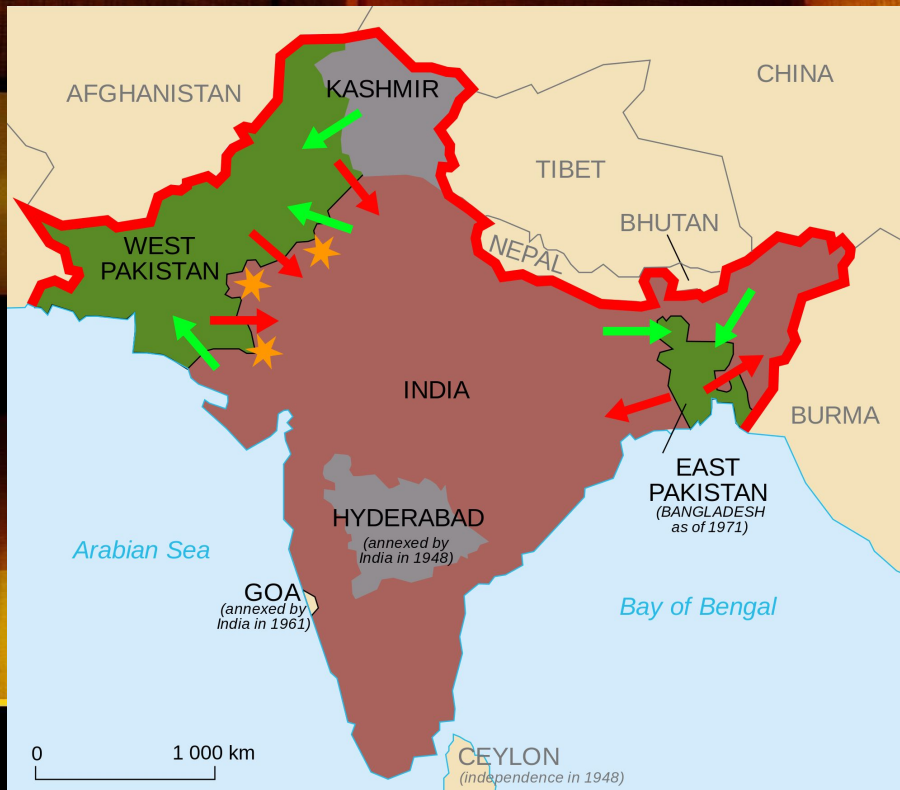 KASHMIR
AFGHANISTAN
CHINA
TIBET
BHUTAN
NEPAL
WEST
PAKISTAN
INDIA
BURMA
EAST
PAKISTAN
(BANGLADESH
as of 1971)
HYDERABAD
(annexed by
India in 1948)
Arabian Sea
GOA
(annexed by
India in 1961)
Bay of Bengal
0 1 000 km
CEYLON
(independence in 1948)